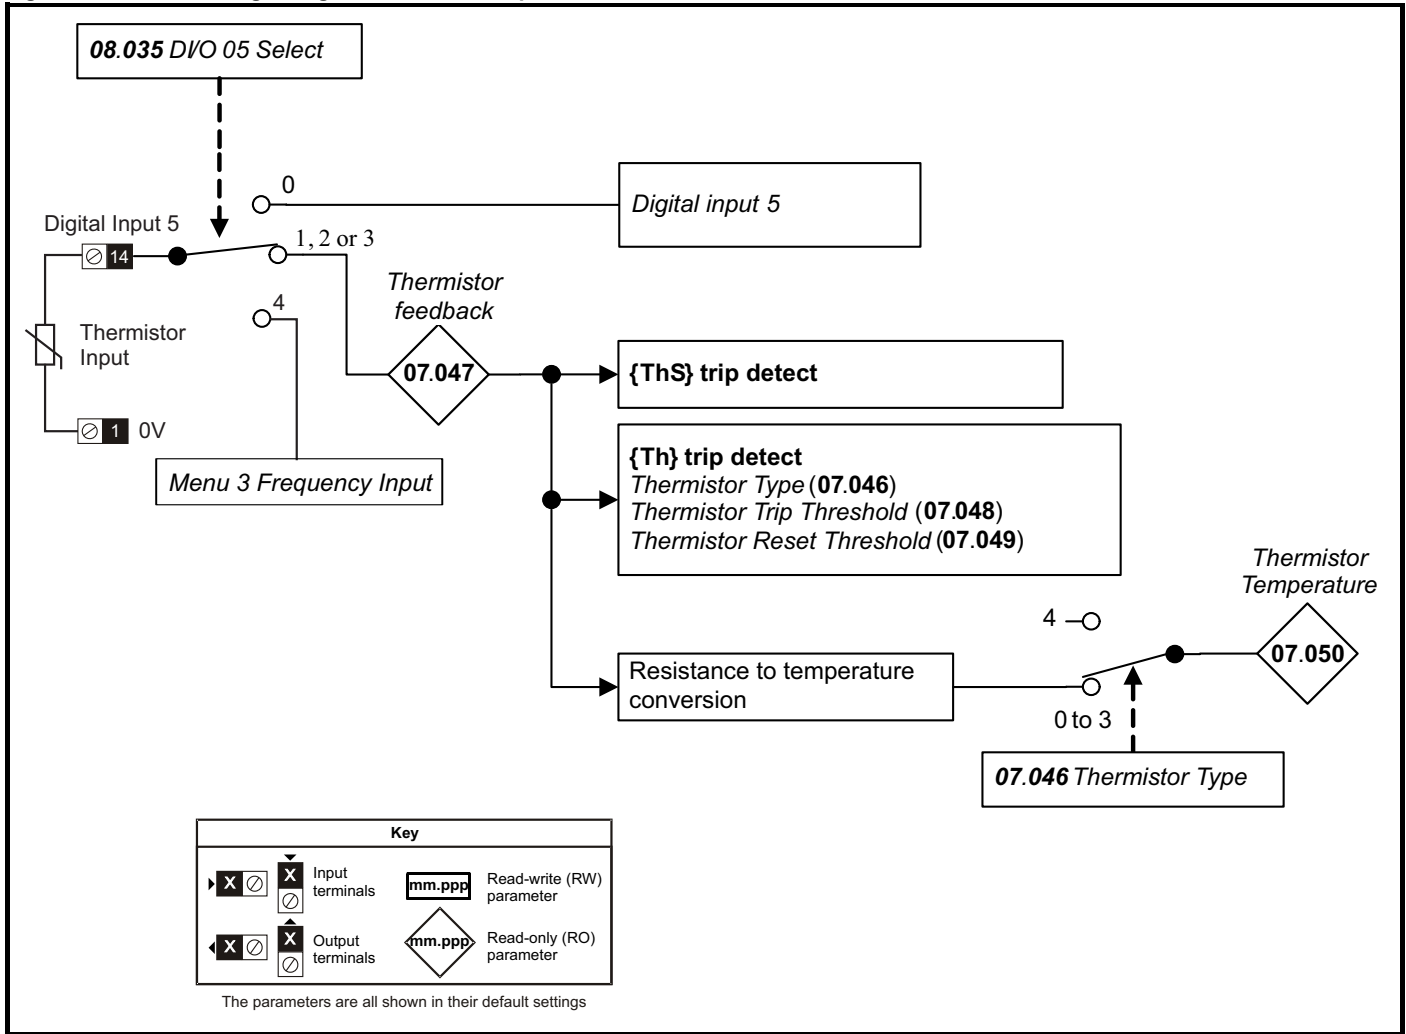 08.035 DI/O 05 Select
0
Digital input 5
Digital Input 5
14
1, 2 or 3
Thermistor
feedback
4
Thermistor
Input
07.047
{ThS} trip detect
1 0V
Menu 3 Frequency Input
{Th} trip detect
Thermistor Type (07.046)
Thermistor Trip Threshold (07.048)
Thermistor Reset Threshold (07.049)
Thermistor
Temperature
4
07.050
Resistance to temperature
conversion
0 to 3
07.046 Thermistor Type
Key
X
X
Input
terminals
mm.ppp
Read-write (RW)
parameter
X
X
Output
terminals
mm.ppp
Read-only (RO)
parameter
The parameters are all shown in their default settings